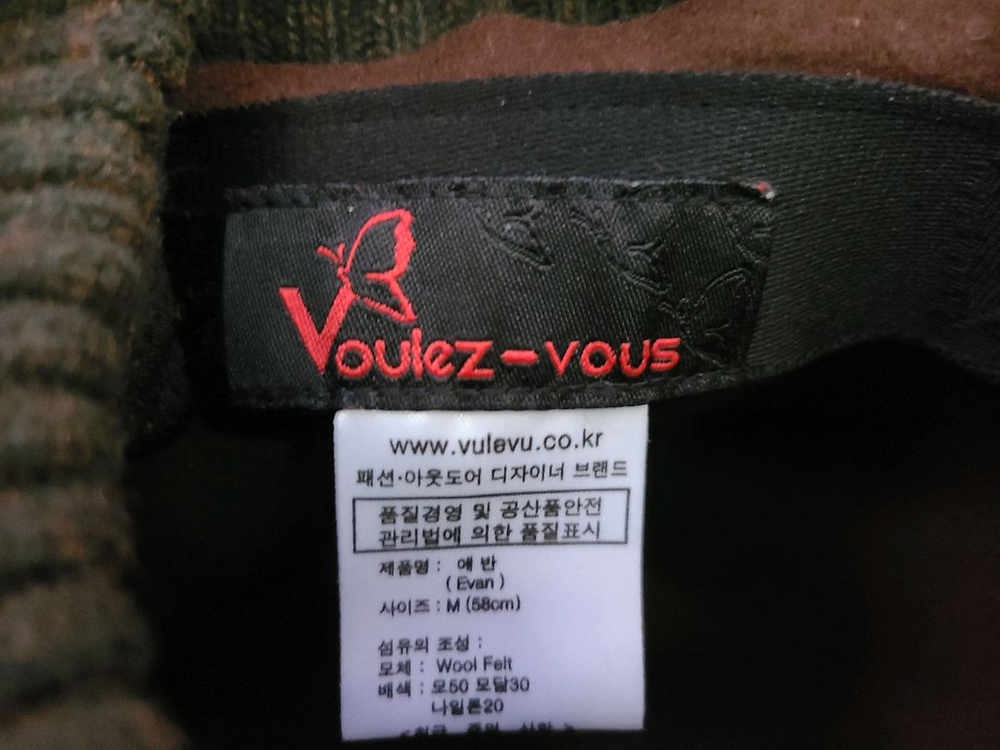 Voulez-vous
www.vulevu.co.kr
패션·아웃도어 디자이너 브랜드
품질경영 및 공산품안전
관리법에 의한 품질표시
제품명 : 애 반
( Evan )
사이즈 : M (58cm)
섬유의 조성 :
모체 : Wool Felt
배색 : 모50 모달30
나일론20